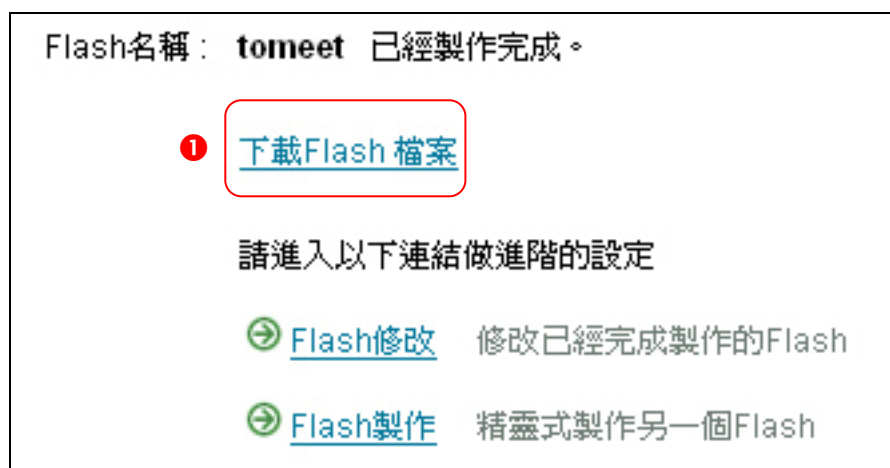 Flash名稱： tomeet 已經製作完成。
❶ 下載Flash 檔案
請進入以下連結做進階的設定
Flash修改 修改已經完成製作的Flash
Flash製作 精靈式製作另一個Flash